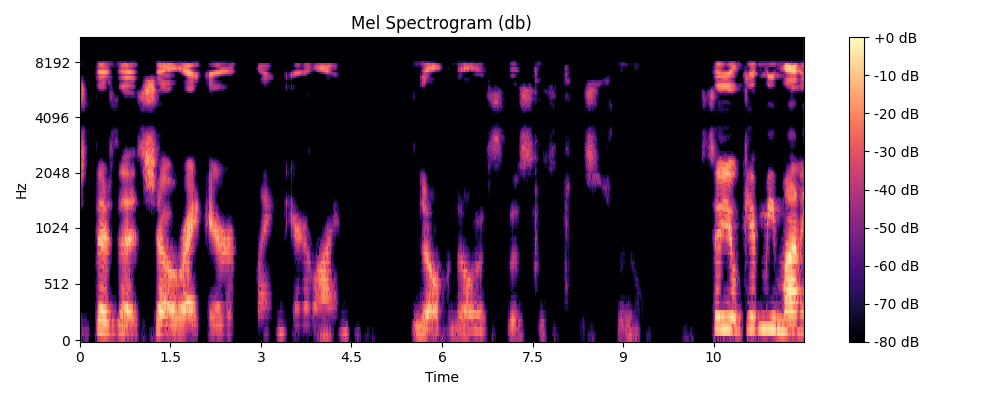 Mel Spectrogram (db)
8192
4096
2048
1024
512
0
Hz
0 1.5 3 4.5 6 7.5 9 10
Time
+0 dB
-10 dB
-20 dB
-30 dB
-40 dB
-50 dB
-60 dB
-70 dB
-80 dB